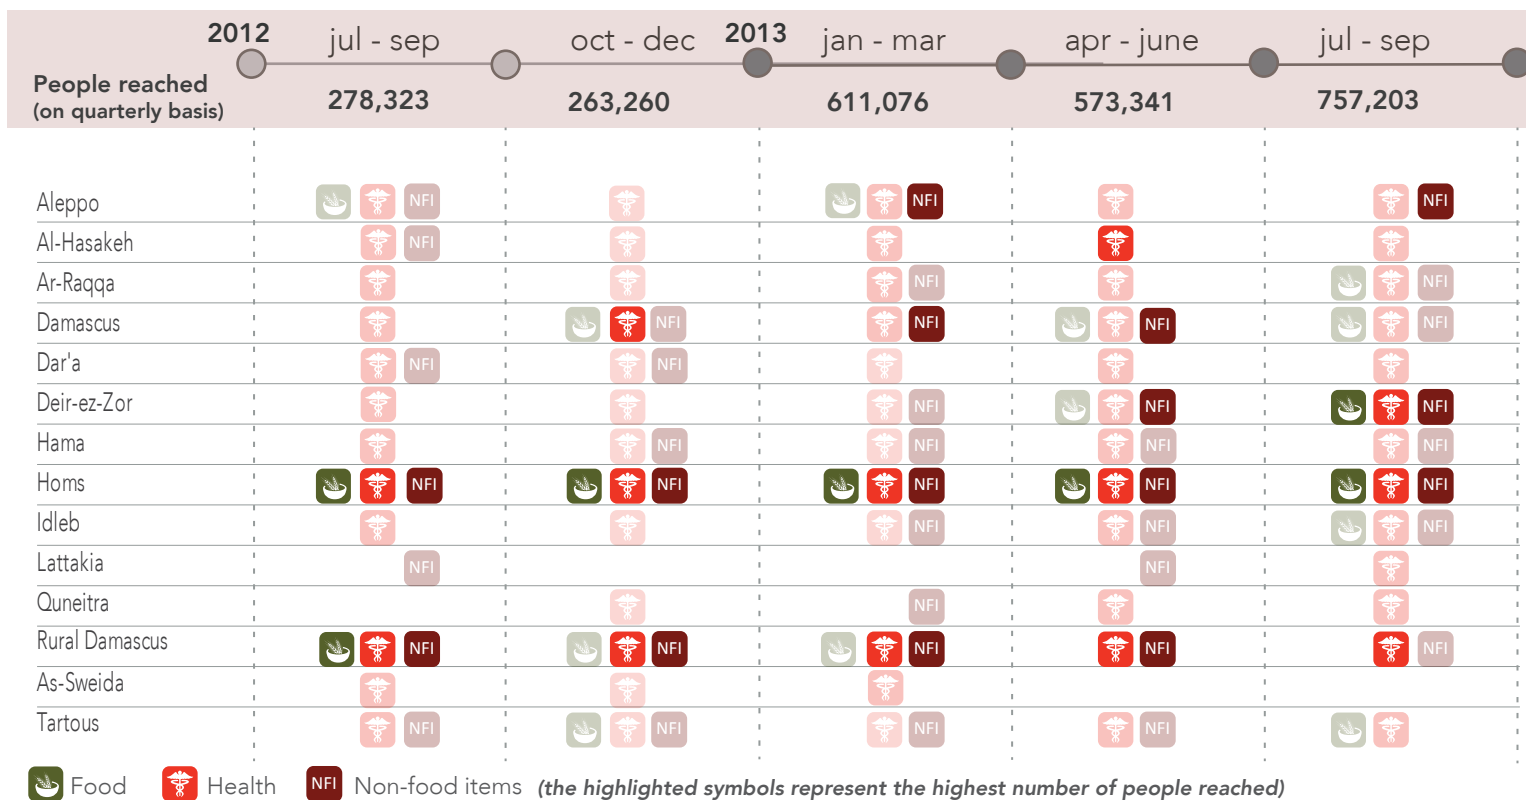 2012 jul - sep oct - dec 2013 jan - mar apr - june jul - sep
People reached
(on quarterly basis) 278,323 263,260 611,076 573,341 757,203
Aleppo NFI NFI NFI
Al-Hasakeh NFI
Ar-Raqqa NFI NFI
Damascus NFI NFI NFI NFI
Dar'a NFI NFI
Deir-ez-Zor NFI NFI NFI
Hama NFI NFI NFI NFI
Homs NFI NFI NFI NFI NFI
Idleb NFI NFI NFI
Lattakia NFI NFI
Quneitra NFI
Rural Damascus NFI NFI NFI NFI NFI
As-Sweida
Tartous NFI NFI NFI NFI
Food Health NFI Non-food items (the highlighted symbols represent the highest number of people reached)